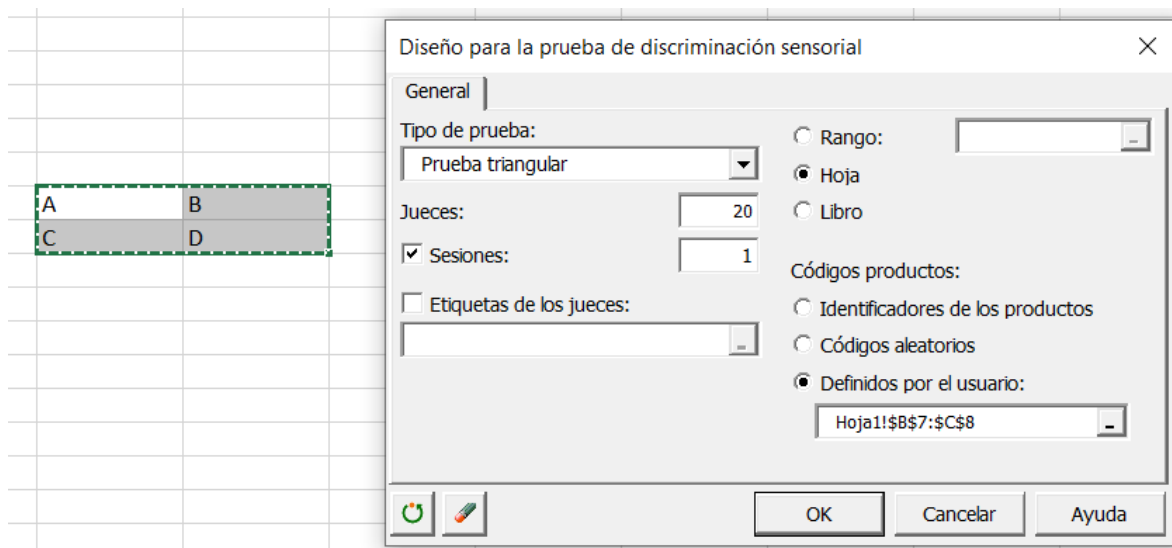 A B
C D
Diseño para la prueba de discriminación sensorial
General
Tipo de prueba:
Prueba triangular
Jueces: 20
Sesiones: 1
Etiquetas de los jueces:
Rango:
Hoja
Libro
Códigos productos:
Identificadores de los productos
Códigos aleatorios
Definidos por el usuario:
Hoja1!$B$7:$C$8
OK Cancelar Ayuda